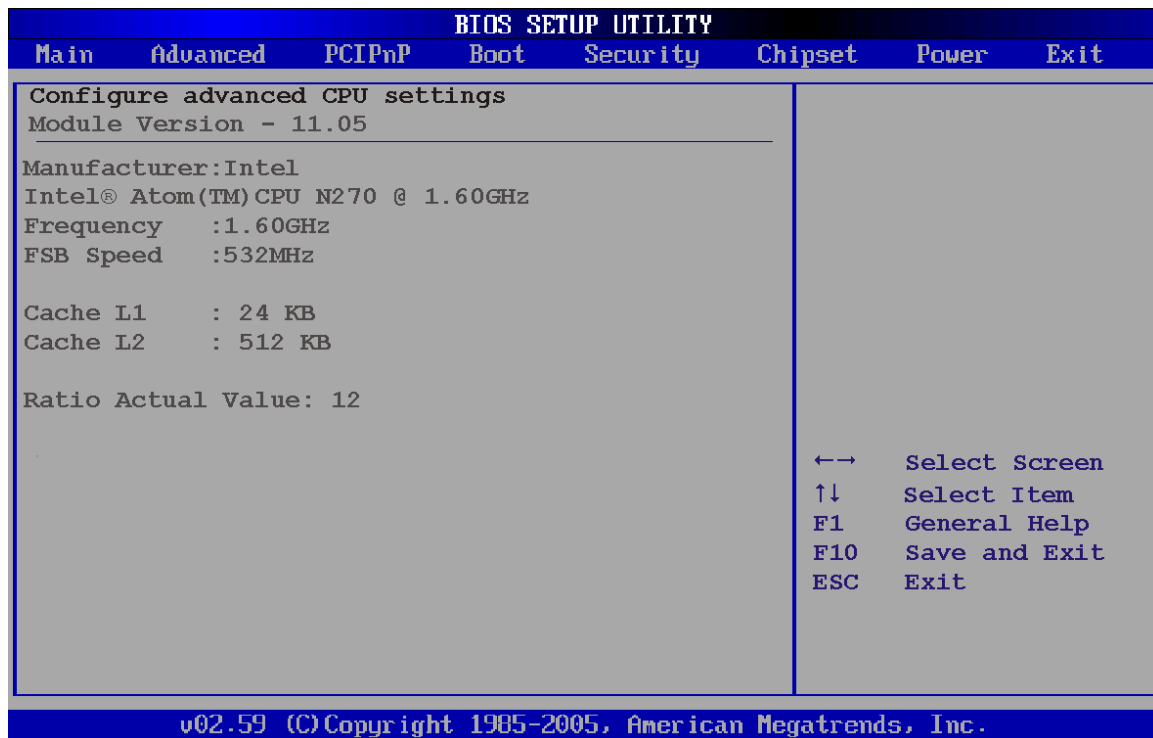 BIOS SETUP UTILITY
Main Advanced PCIPnP Boot Security Chipset Power Exit
Configure advanced CPU settings
Module Version - 11.05
Manufacturer:Intel
Intel® Atom(TM)CPU N270 @ 1.60GHz
Frequency :1.60GHz
FSB Speed :532MHz
Cache L1 : 24 KB
Cache L2 : 512 KB
Ratio Actual Value: 12
←→ Select Screen
↑↓ Select Item
F1 General Help
F10 Save and Exit
ESC Exit
v02.59 (C)Copyright 1985-2005, American Megatrends, Inc.